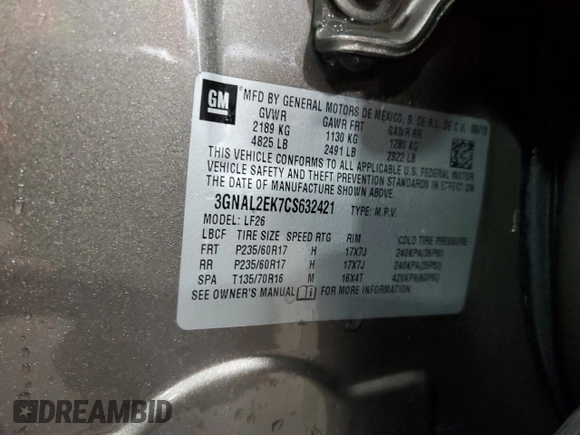 GM
® MFD BY GENERAL MOTORS DE MEXICO, S. DE R.L. DE C.V. 06/12
GVWR GAWR FRT GAWR RR
2189 KG 1130 KG 1280 KG
4825 LB 2491 LB 2822 LB
THIS VEHICLE CONFORMS TO ALL APPLICABLE U.S. FEDERAL MOTOR
VEHICLE SAFETY AND THEFT PREVENTION STANDARDS IN EFFECT ON
THE DATE OF MANUFACTURE SHOWN ABOVE.
3GNAL2EK7CS632421 TYPE: M.P.V.
MODEL: LF26
LBCF TIRE SIZE SPEED RTG RIM COLD TIRE PRESSURE
FRT P235/60R17 H 17X7J 240KPA(35PSI)
RR P235/60R17 H 17X7J 240KPA(35PSI)
SPA T135/70R16 M 16X4T 420KPA(60PSI)
SEE OWNER'S MANUAL FOR MORE INFORMATION.
DREAMBID